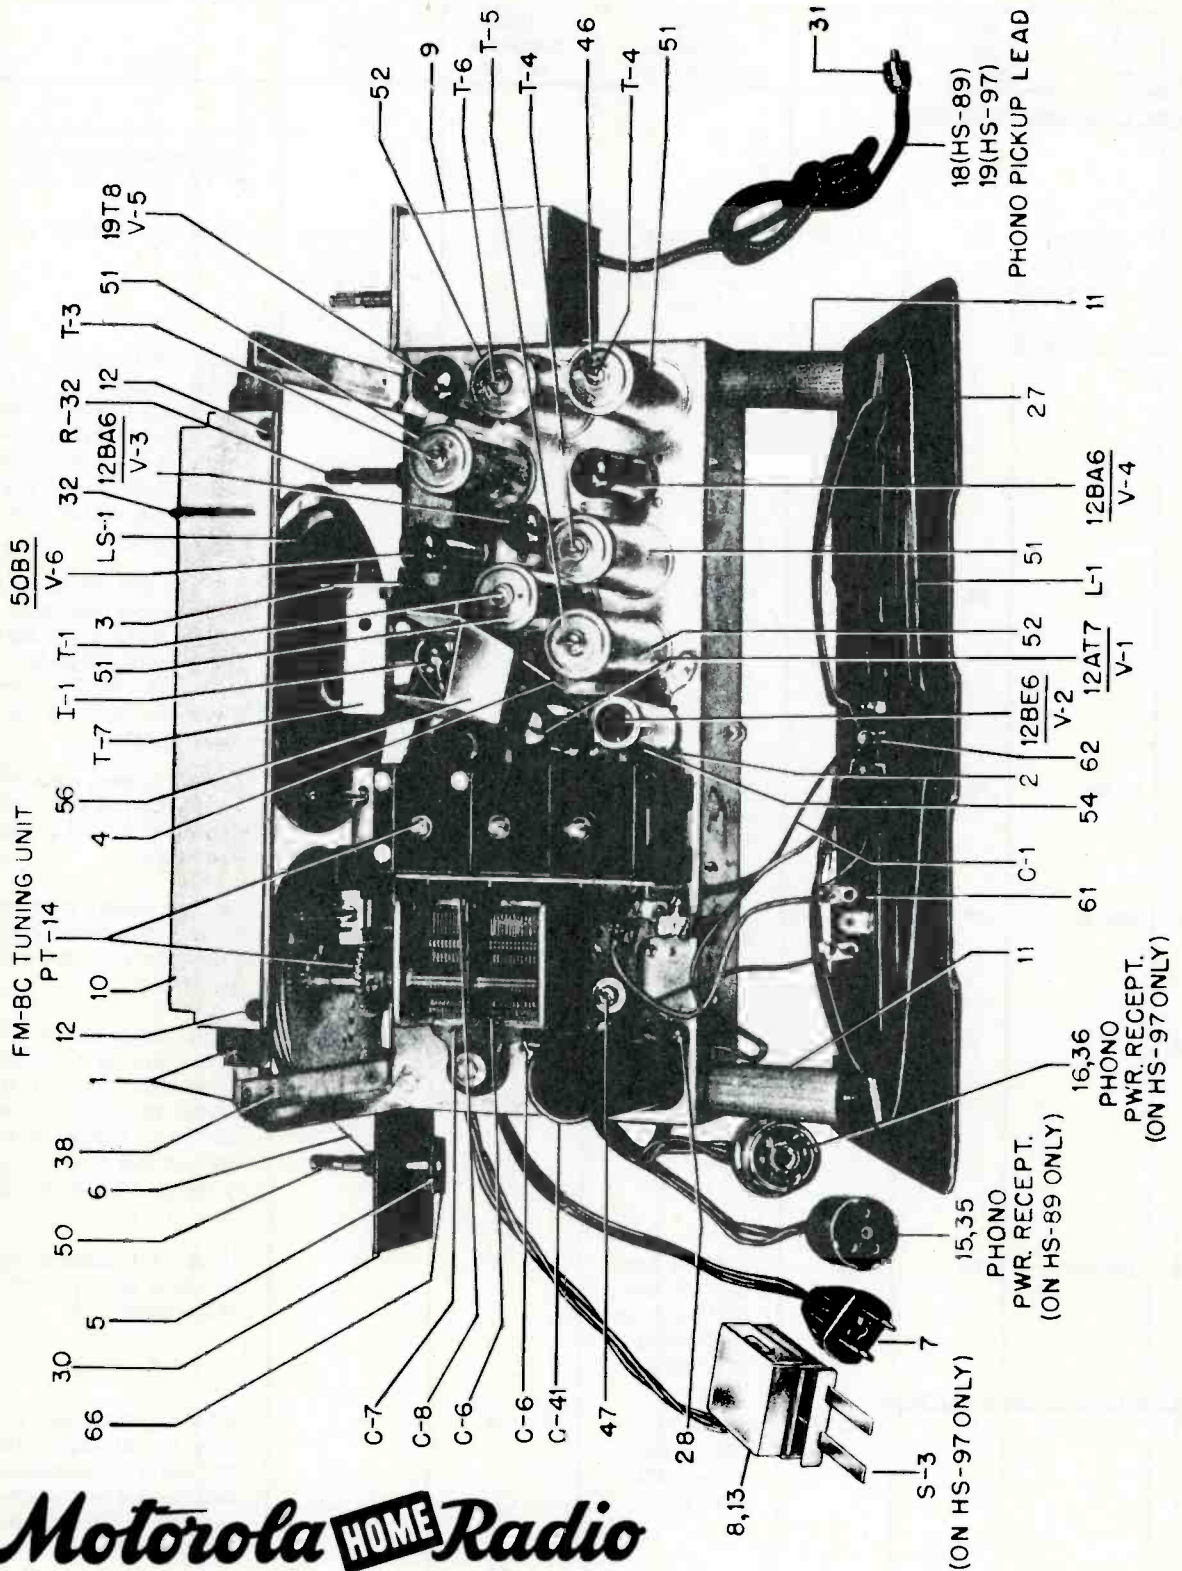 FM-BC TUNING UNIT
PT-14
10
12
1
38
6
50
5
30
66
4
56
T-7
I-1
51
T-1
3
50B5
V-6
LS-1
32
12BA6
V-3
R-32
12
T-3
51
19T8
V-5
52
9
T-6
T-5
T-4
46
T-4
51
31
18(HS-89)
19(HS-97)
PHONO PICKUP LEAD
11
27
12BA6
V-4
51
L-1
52
12AT7
V-1
12BE6
V-2
2
62
54
C-1
61
11
16,36
PHONO
PWR. RECEPT.
(ON HS-97 ONLY)
15,35
PHONO
PWR. RECEPT.
(ON HS-89 ONLY)
7
C-7
C-8
C-6
C-6
C-41
47
28
8,13
S-3
(ON HS-97 ONLY)
Motorola HOME Radio